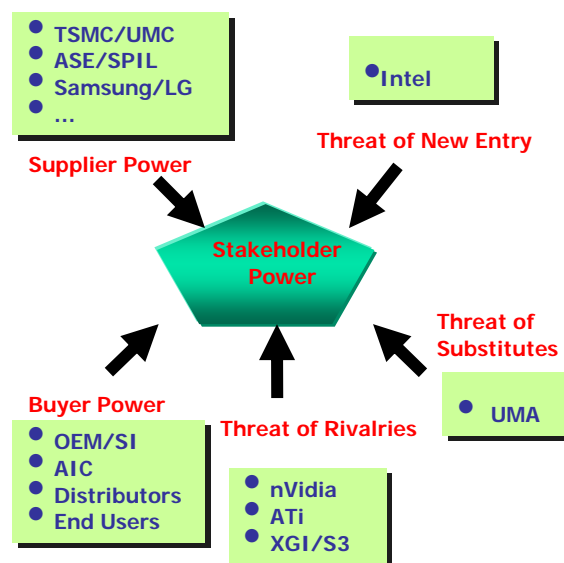 ● TSMC/UMC
● ASE/SPIL
● Samsung/LG
● ...
Supplier Power
● Intel
Threat of New Entry
Stakeholder
Power
Threat of
Substitutes
● UMA
Buyer Power
● OEM/SI
● AIC
● Distributors
● End Users
Threat of Rivalries
● nVidia
● ATi
● XGI/S3